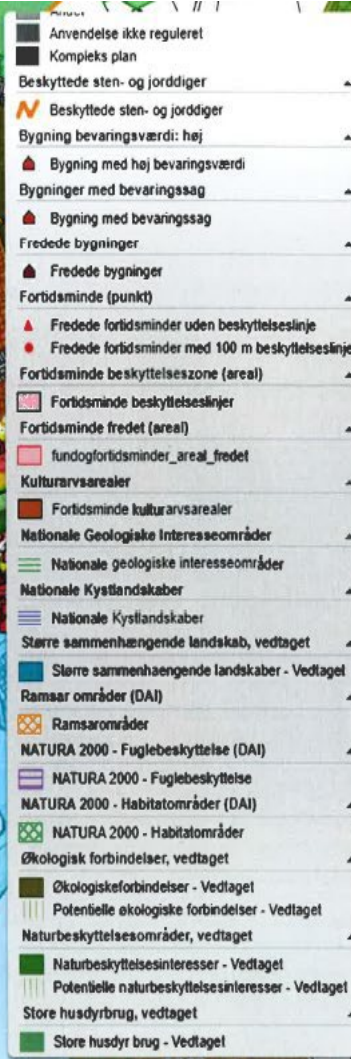 Anvendelse ikke reguleret
Kompleks plan
Beskyttede sten- og jorddiger
Beskyttede sten- og jorddiger
Bygning bevaringsværdi: høj
Bygning med høj bevaringsværdi
Bygninger med bevaringssag
Bygning med bevaringssag
Fredede bygninger
Fredede bygninger
Fortidsminde (punkt)
Fredede fortidsminder uden beskyttelseslinje
Fredede fortidsminder med 100 m beskyttelseslinje
Fortidsminde beskyttelseszone (areal)
Fortidsminde beskyttelseslinjer
Fortidsminde fredet (areal)
fundogfortidsminder_areal_fredet
Kulturarvsarealer
Fortidsminde kulturarvsarealer
Nationale Geologiske Interesseområder
Nationale geologiske interesseområder
Nationale Kystlandskaber
Nationale Kystlandskaber
Større sammenhængende landskab, vedtaget
Større sammenhaengende landskaber - Vedtaget
Ramsar områder (DAI)
Ramsarområder
NATURA 2000 - Fuglebeskyttelse (DAI)
NATURA 2000 - Fuglebeskyttelse
NATURA 2000 - Habitatområder (DAI)
NATURA 2000 - Habitatområder
Økologisk forbindelser, vedtaget
Økologiskeforbindelser - Vedtaget
Potentielle økologiske forbindelser - Vedtaget
Naturbeskyttelsesområder, vedtaget
Naturbeskyttelsesinteresser - Vedtaget
Potentielle naturbeskyttelsesinteresser - Vedtaget
Store husdyrbrug, vedtaget
Store husdyr brug - Vedtaget